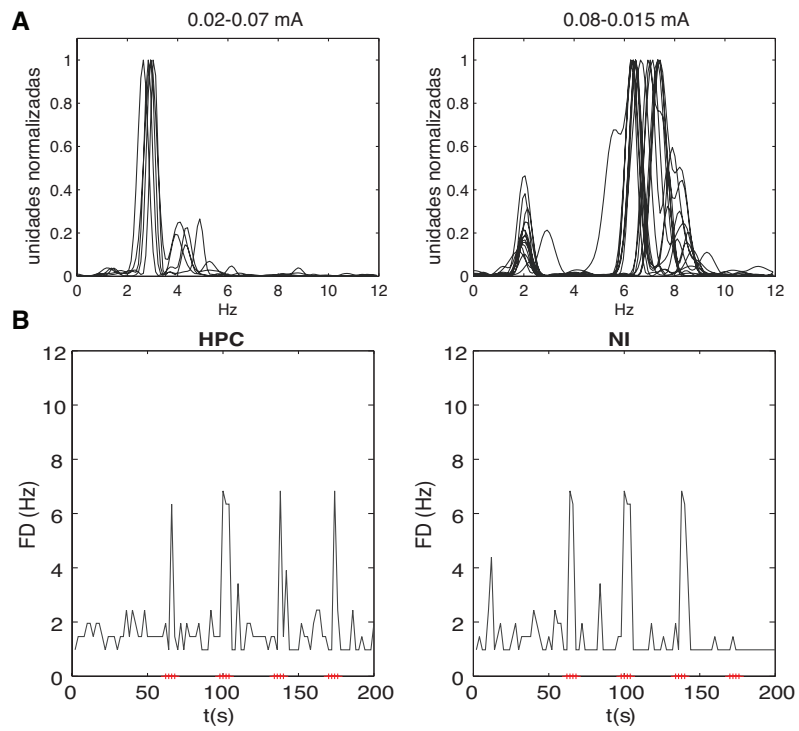 A
0.02-0.07 mA
0.08-0.015 mA
unidades normalizadas
1
0.8
0.6
0.4
0.2
0
0 2 4 6 8 10 12
Hz
unidades normalizadas
1
0.8
0.6
0.4
0.2
0
0 2 4 6 8 10 12
Hz
B
HPC
NI
FD (Hz)
12
10
8
6
4
2
0
0 50 100 150 200
t(s)
FD (Hz)
12
10
8
6
4
2
0
0 50 100 150 200
t(s)